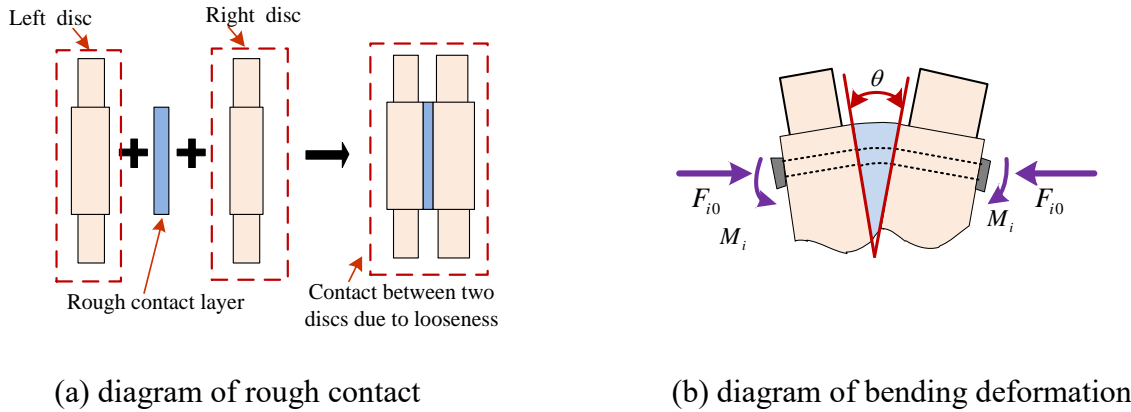 Left disc
Right disc
Rough contact layer
Contact between two
discs due to looseness
(a) diagram of rough contact
θ
F_{i0}
M_i
M_i
F_{i0}
(b) diagram of bending deformation